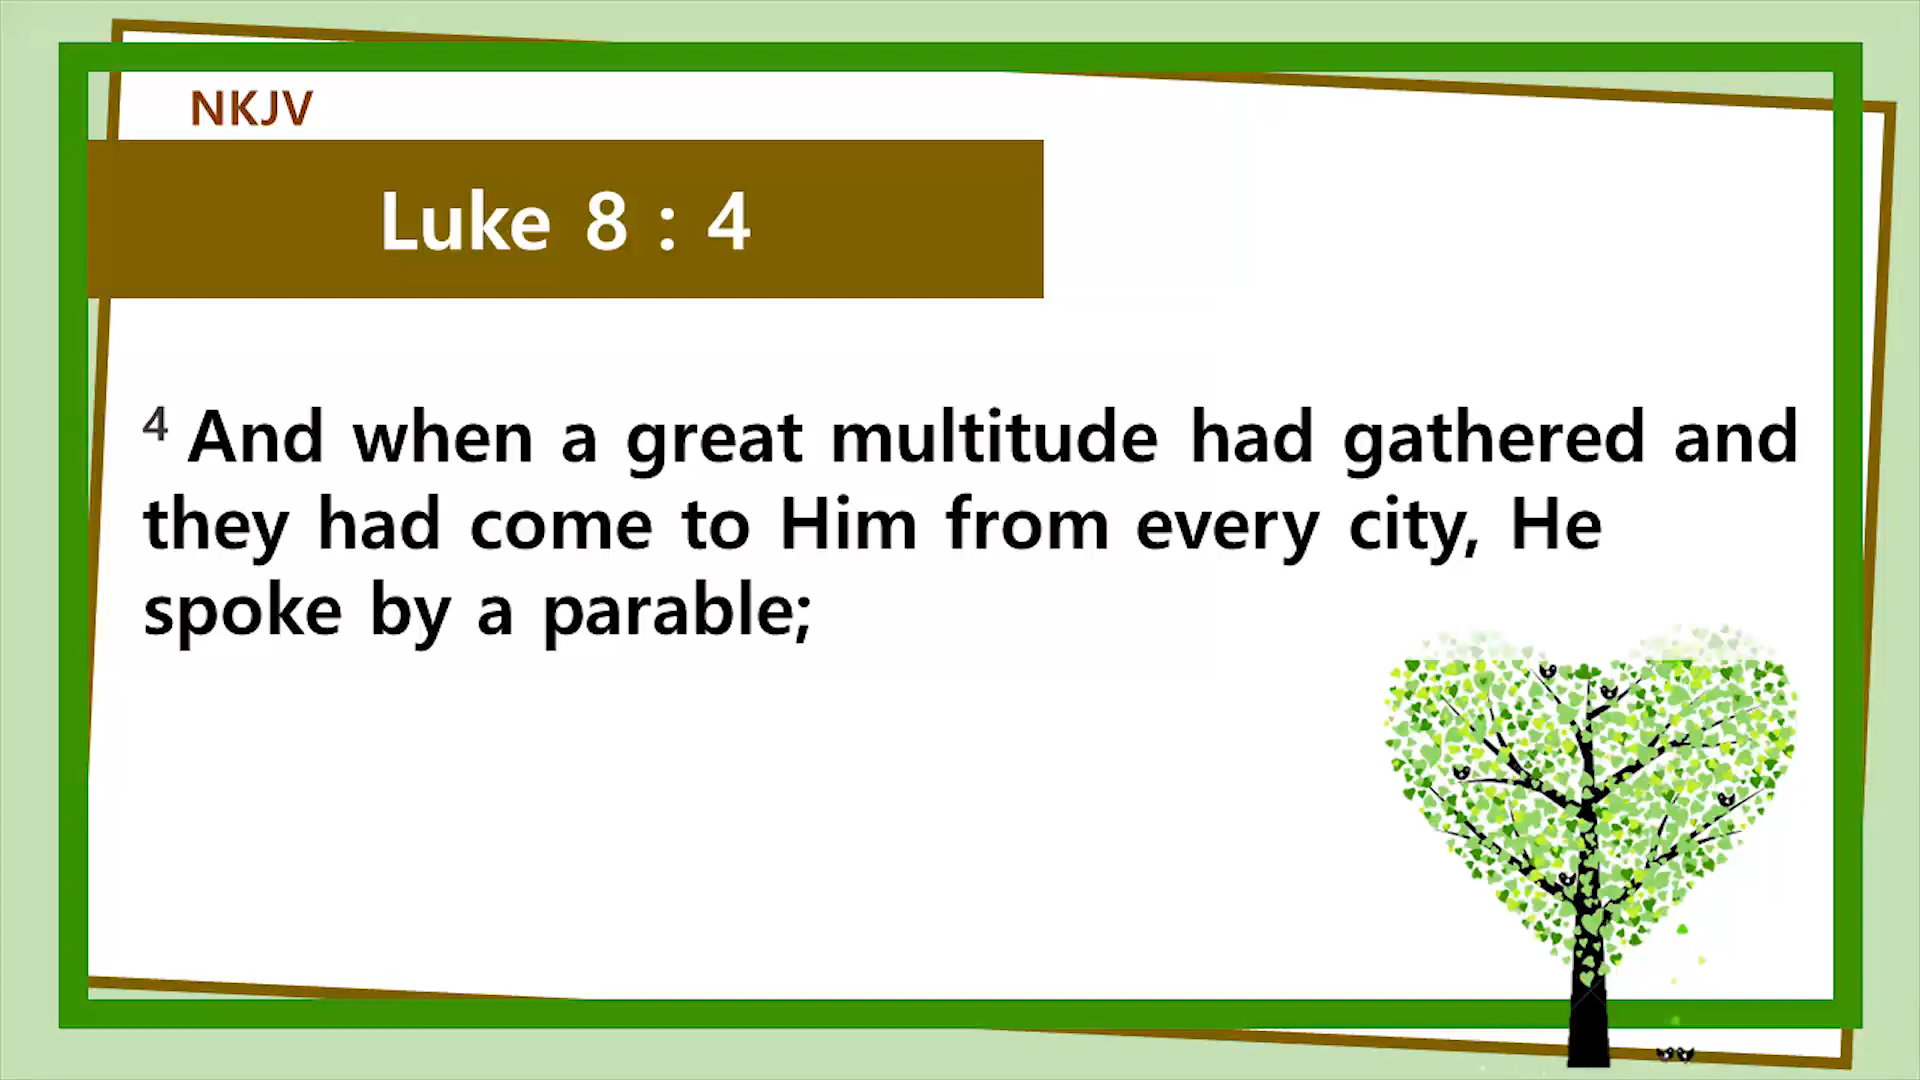 NKJV
Luke 8 : 4
4 And when a great multitude had gathered and
they had come to Him from every city, He
spoke by a parable;